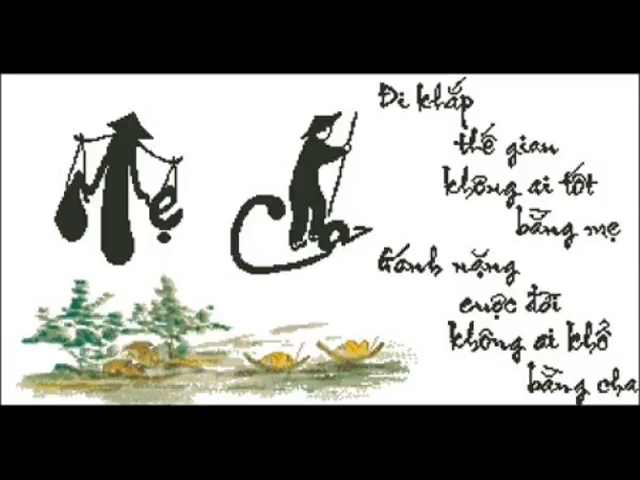 Mẹ Cha
Đi khắp
thế gian
không ai tốt
bằng mẹ
Gánh nặng
cuộc đời
không ai khổ
bằng cha